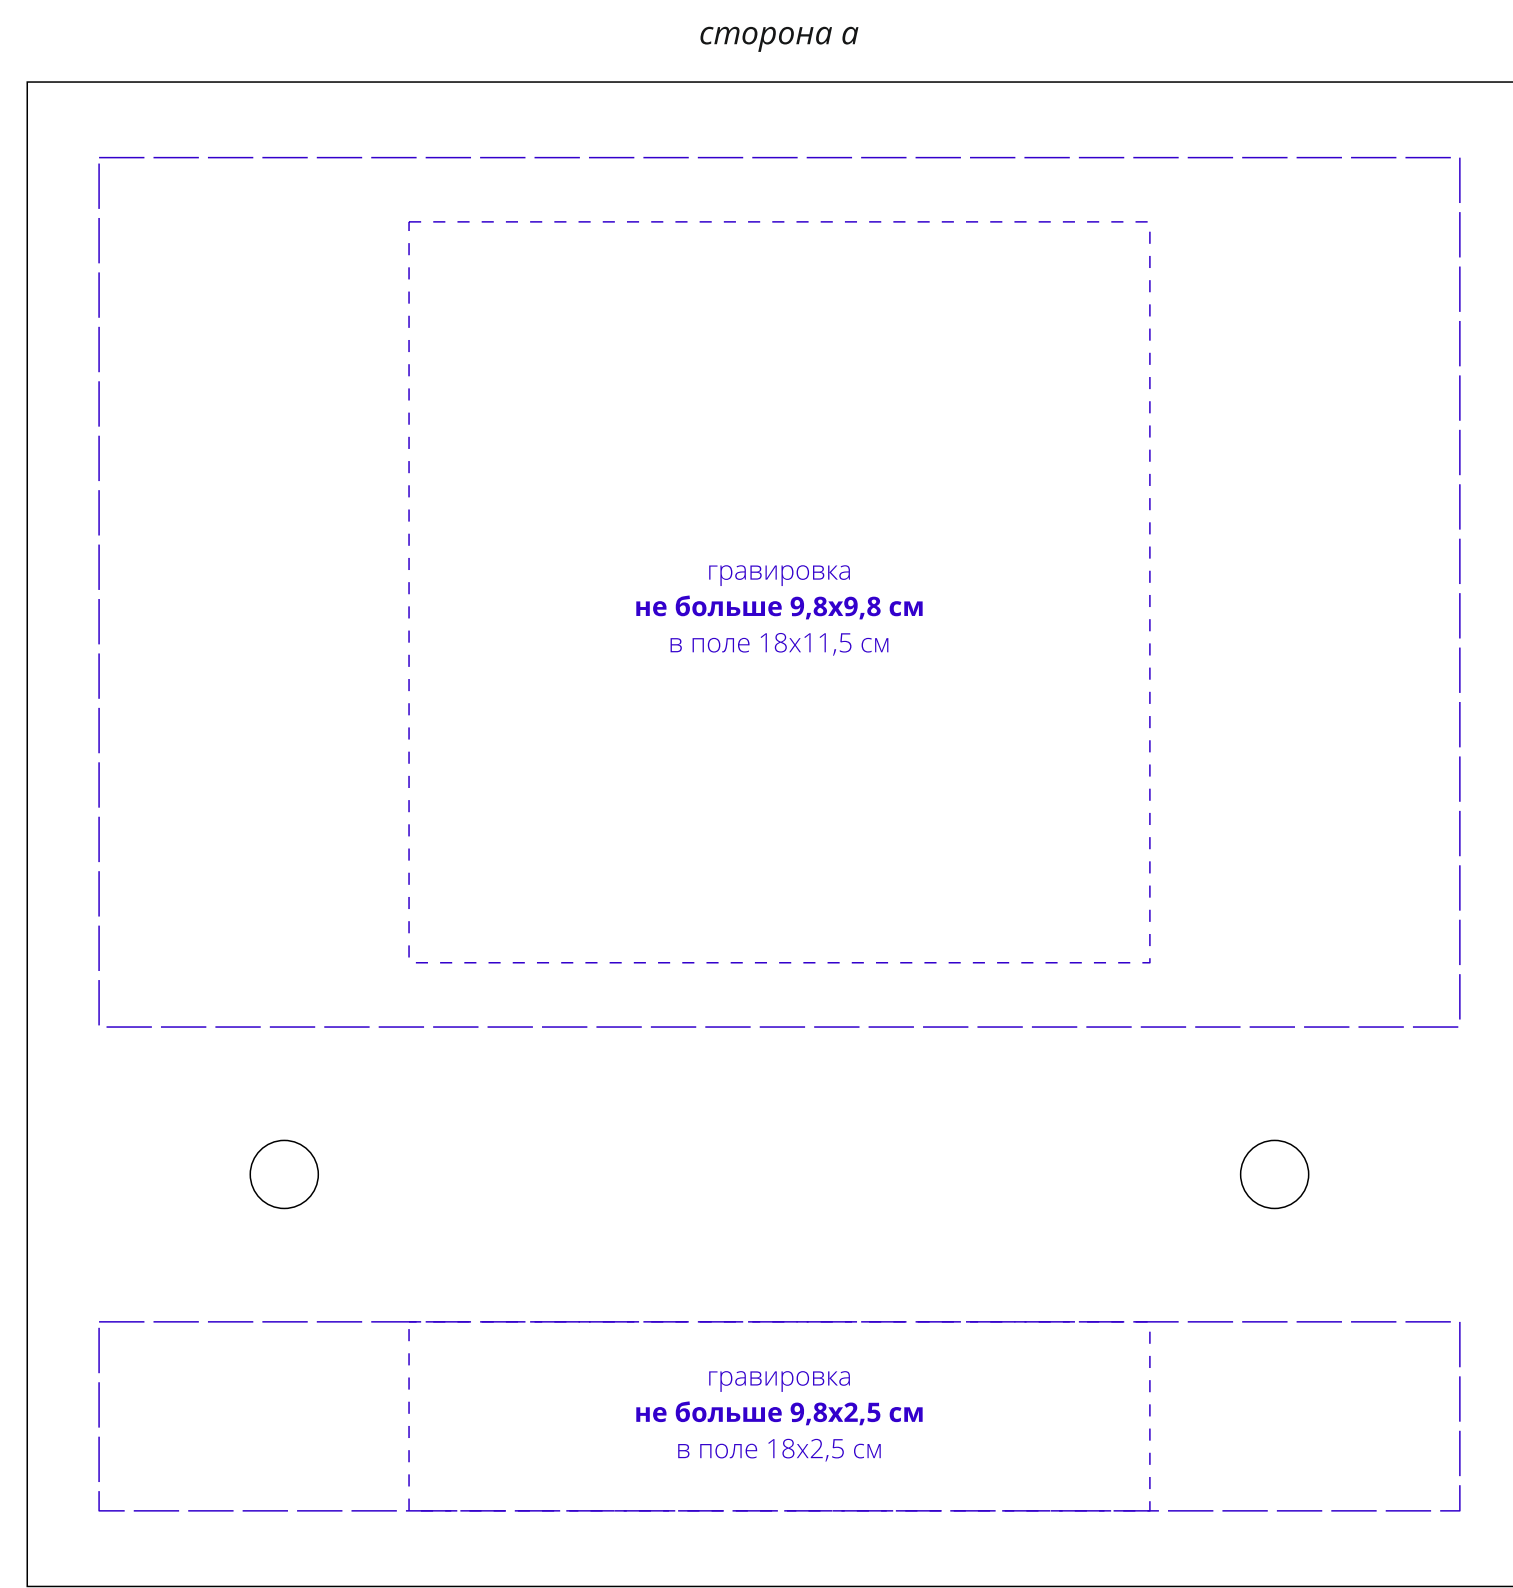 сторона а
гравировка
не больше 9,8х9,8 см
в поле 18х11,5 см
гравировка
не больше 9,8х2,5 см
в поле 18х2,5 см